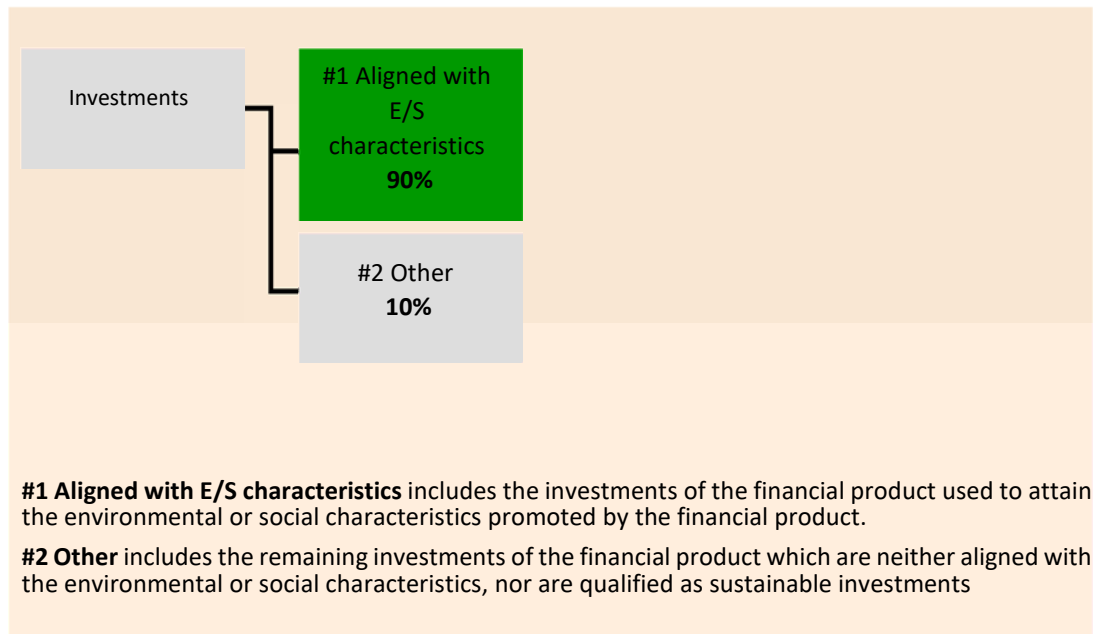 Investments
#1 Aligned with
E/S
characteristics
90%
#2 Other
10%
#1 Aligned with E/S characteristics includes the investments of the financial product used to attain
the environmental or social characteristics promoted by the financial product.
#2 Other includes the remaining investments of the financial product which are neither aligned with
the environmental or social characteristics, nor are qualified as sustainable investments